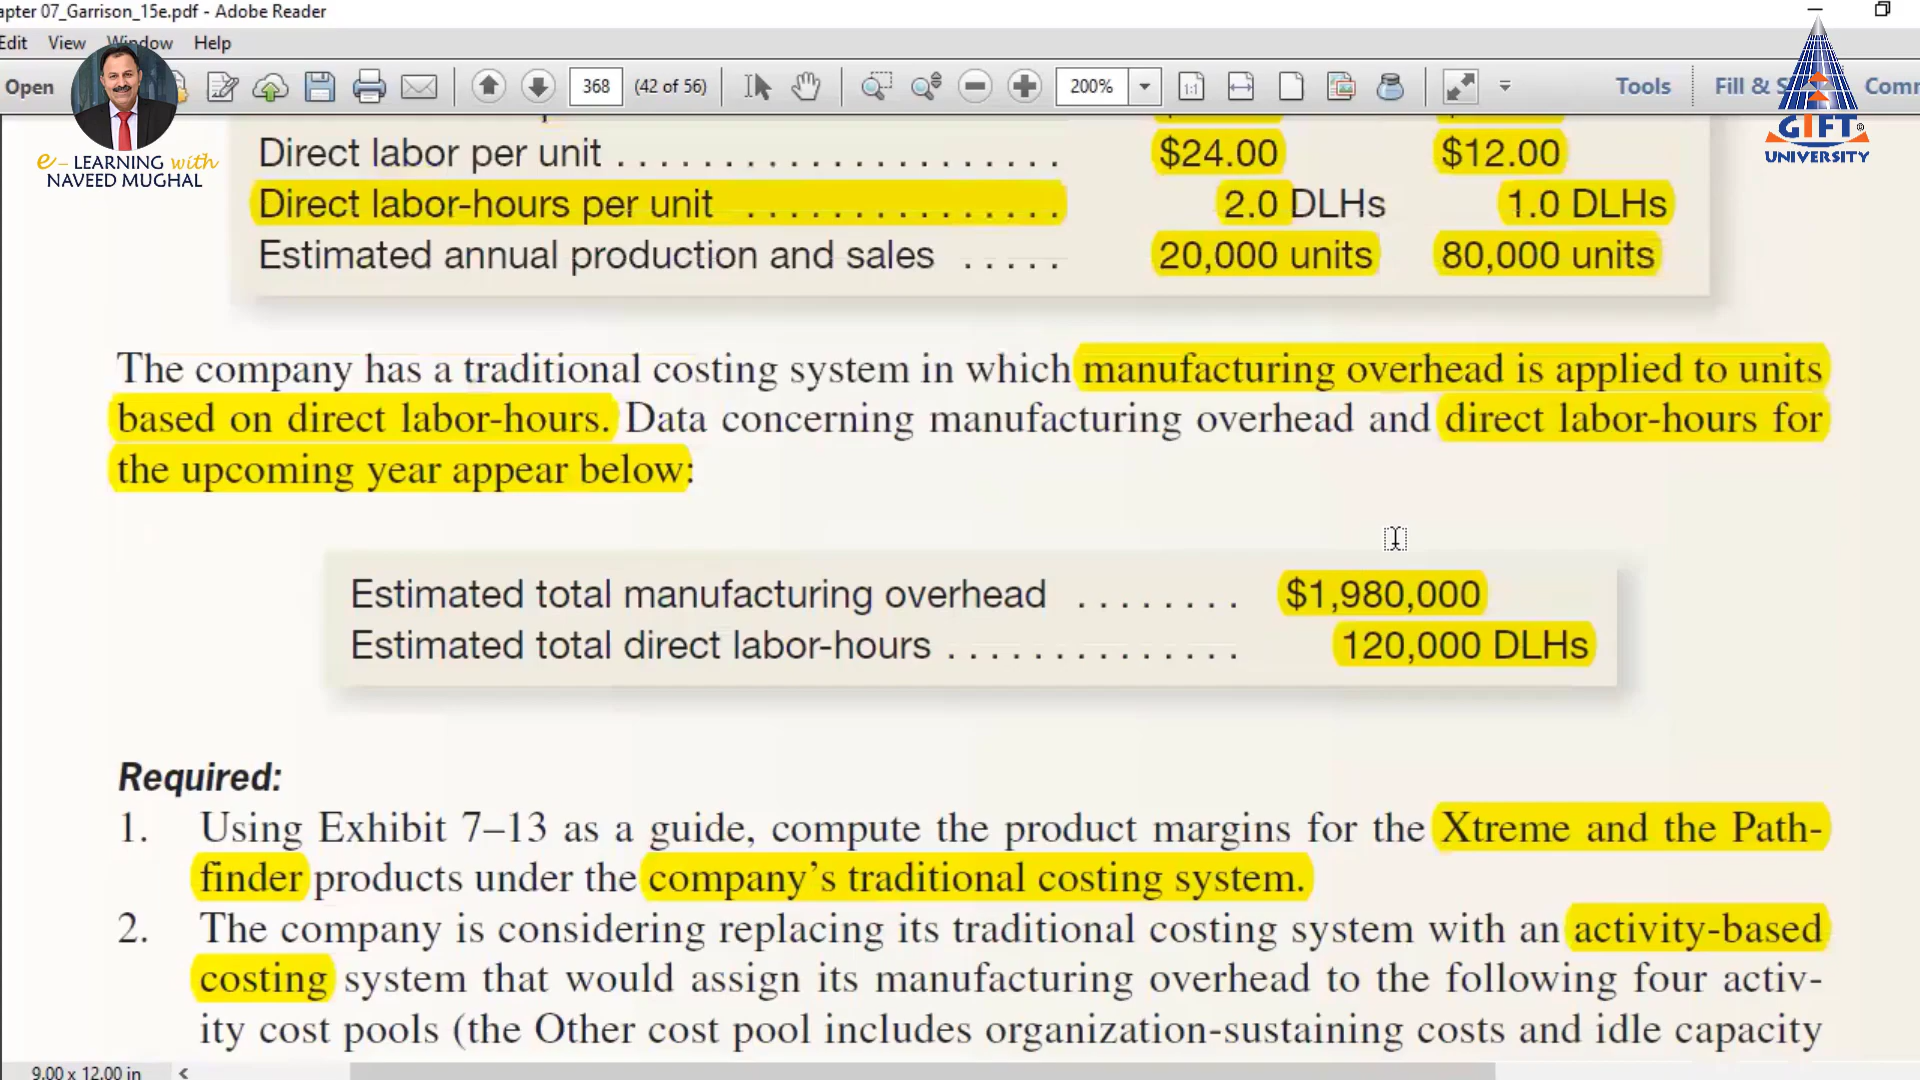 apter 07_Garrison_15e.pdf - Adobe Reader
Edit View Window Help
Open 368 (42 of 56) 200% Tools Fill & S Comm
e-LEARNING with
NAVEED MUGHAL
GIFT
UNIVERSITY
Direct labor per unit . . . . . . . . . . . . . . . . . . . . . $24.00 $12.00
Direct labor-hours per unit . . . . . . . . . . . . . . . 2.0 DLHs 1.0 DLHs
Estimated annual production and sales . . . . . 20,000 units 80,000 units
The company has a traditional costing system in which manufacturing overhead is applied to units
based on direct labor-hours. Data concerning manufacturing overhead and direct labor-hours for
the upcoming year appear below:
Estimated total manufacturing overhead . . . . . . . . $1,980,000
Estimated total direct labor-hours . . . . . . . . . . . . . . 120,000 DLHs
Required:
1. Using Exhibit 7–13 as a guide, compute the product margins for the Xtreme and the Path-
finder products under the company’s traditional costing system.
2. The company is considering replacing its traditional costing system with an activity-based
costing system that would assign its manufacturing overhead to the following four activ-
ity cost pools (the Other cost pool includes organization-sustaining costs and idle capacity
9.00 x 12.00 in